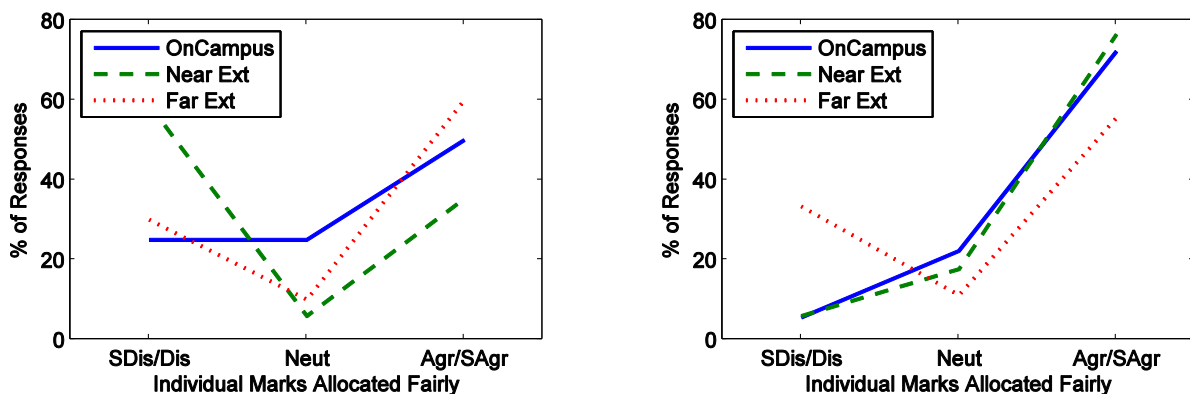 80
60
40
20
0
% of Responses
OnCampus
Near Ext
Far Ext
SDis/Dis
Neut
Agr/SAgr
Individual Marks Allocated Fairly
80
60
40
20
0
% of Responses
OnCampus
Near Ext
Far Ext
SDis/Dis
Neut
Agr/SAgr
Individual Marks Allocated Fairly